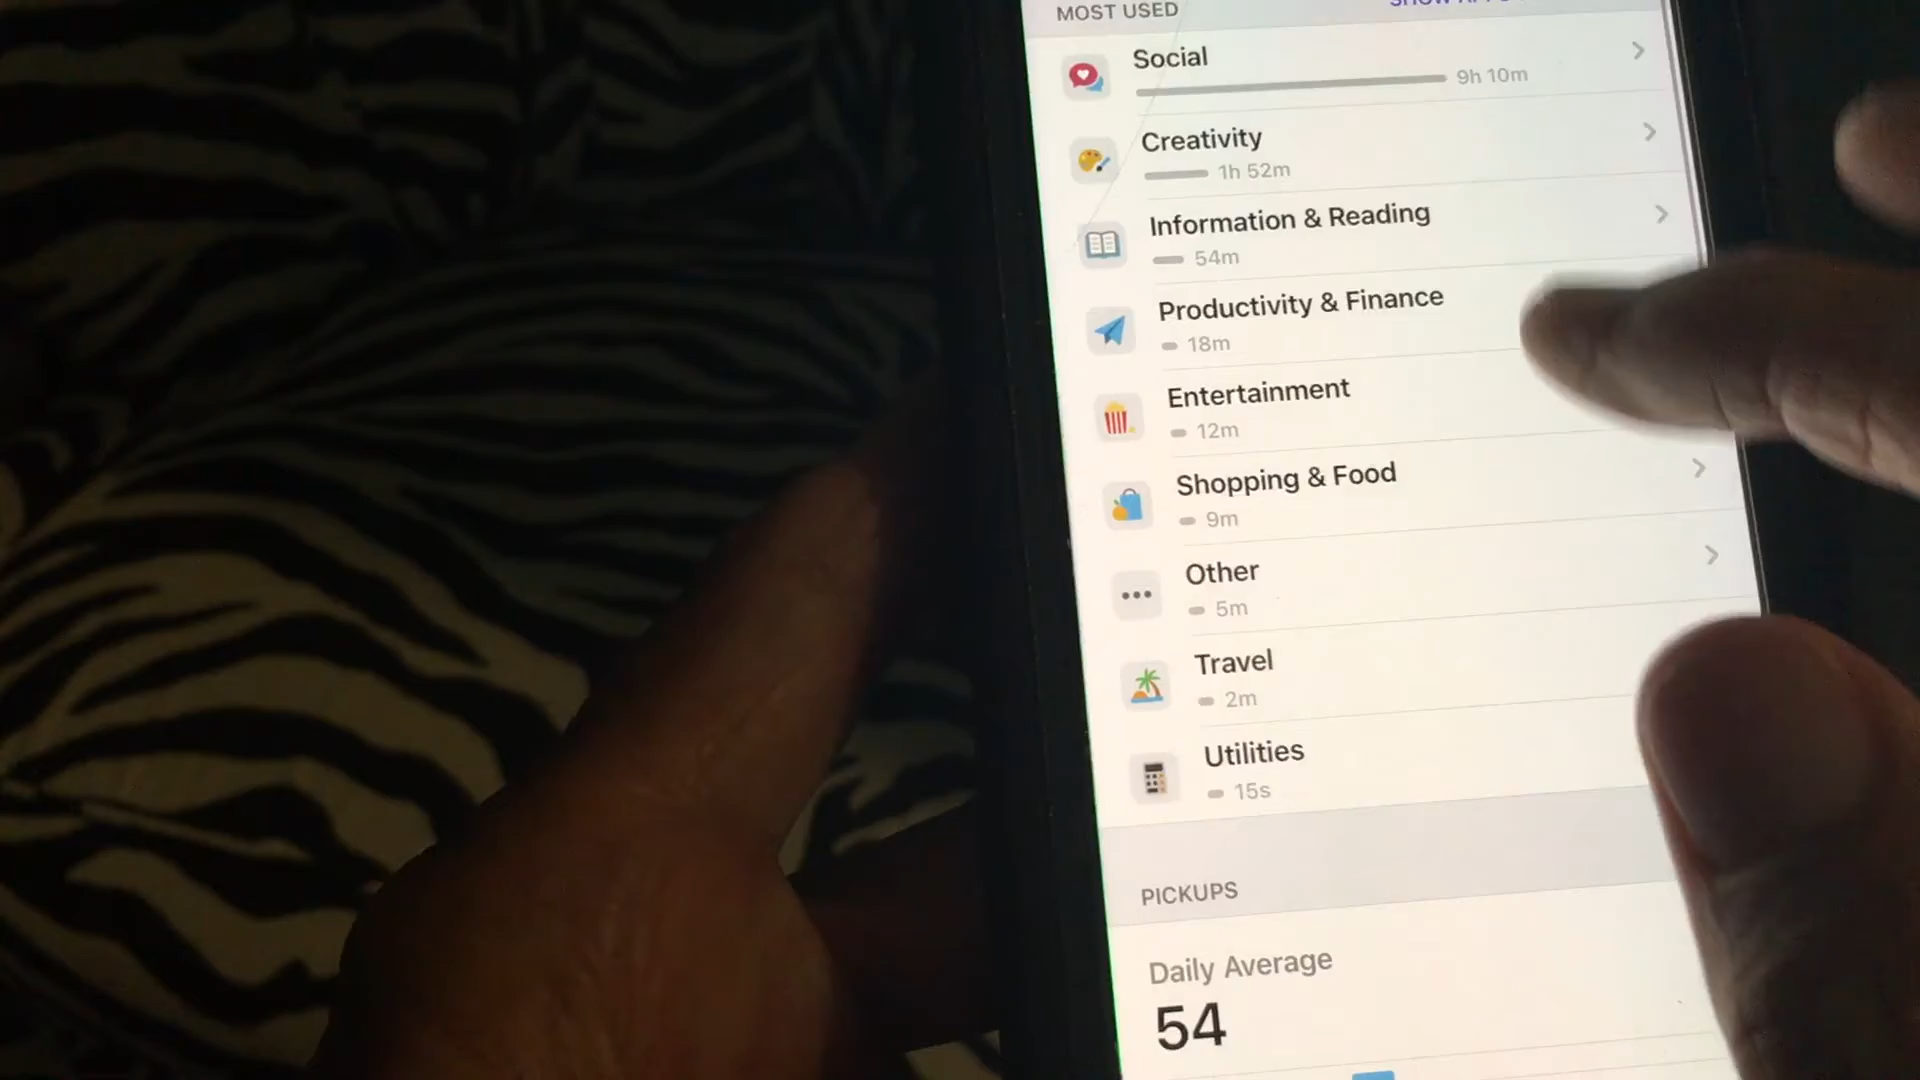 MOST USED
Social
9h 10m
Creativity
1h 52m
Information & Reading
54m
Productivity & Finance
18m
Entertainment
12m
Shopping & Food
9m
Other
5m
Travel
2m
Utilities
15s
PICKUPS
Daily Average
54